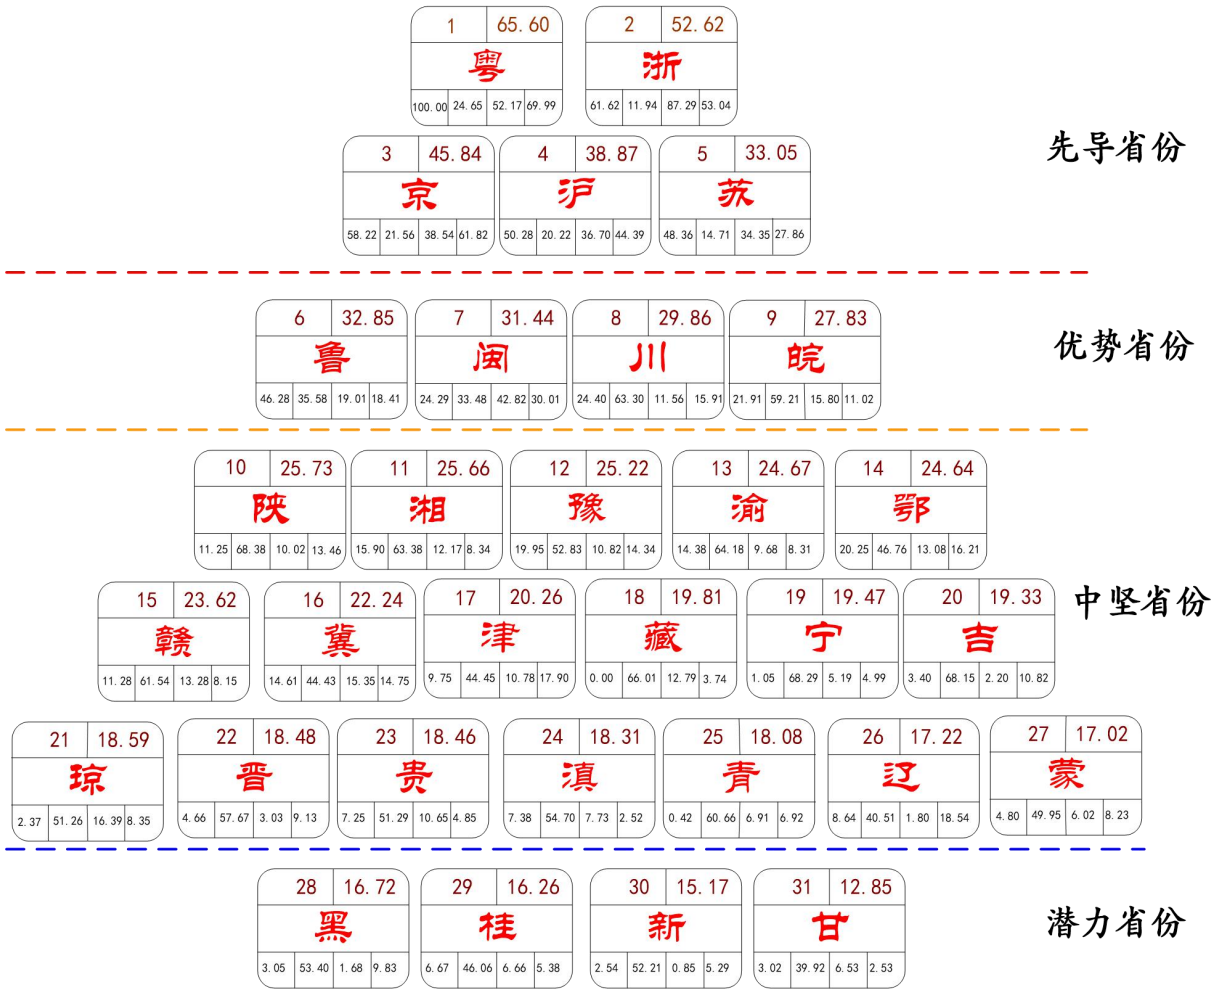 1 65.60 2 52.62
粤 浙
100.00 24.65 52.17 69.99 61.62 11.94 87.29 53.04
先导省份
3 45.84 4 38.87 5 33.05
京 沪 苏
58.22 21.56 38.54 61.82 50.28 20.22 36.70 44.39 48.36 14.71 34.35 27.86
6 32.85 7 31.44 8 29.86 9 27.83
优势省份
鲁 闽 川 皖
46.28 35.58 19.01 18.41 24.29 33.48 42.82 30.01 24.40 63.30 11.56 15.91 21.91 59.21 15.80 11.02
10 25.73 11 25.66 12 25.22 13 24.67 14 24.64
陕 湘 豫 渝 鄂
11.25 68.38 10.02 13.46 15.90 63.38 12.17 8.34 19.95 52.83 10.82 14.34 14.38 64.18 9.68 8.31 20.25 46.76 13.08 16.21
15 23.62 16 22.24 17 20.26 18 19.81 19 19.47 20 19.33
中坚省份
赣 冀 津 藏 宁 吉
11.28 61.54 13.28 8.15 14.61 44.43 15.35 14.75 9.75 44.45 10.78 17.90 0.00 66.01 12.79 3.74 1.05 68.29 5.19 4.99 3.40 68.15 2.20 10.82
21 18.59 22 18.48 23 18.46 24 18.31 25 18.08 26 17.22 27 17.02
琼 晋 贵 滇 青 辽 蒙
2.37 51.26 16.39 8.35 4.66 57.67 3.03 9.13 7.25 51.29 10.65 4.85 7.38 54.70 7.73 2.52 0.42 60.66 6.91 6.92 8.64 40.51 1.80 18.54 4.80 49.95 6.02 8.23
28 16.72 29 16.26 30 15.17 31 12.85
黑 桂 新 甘
潜力省份
3.05 53.40 1.68 9.83 6.67 46.06 6.66 5.38 2.54 52.21 0.85 5.29 3.02 39.92 6.53 2.53